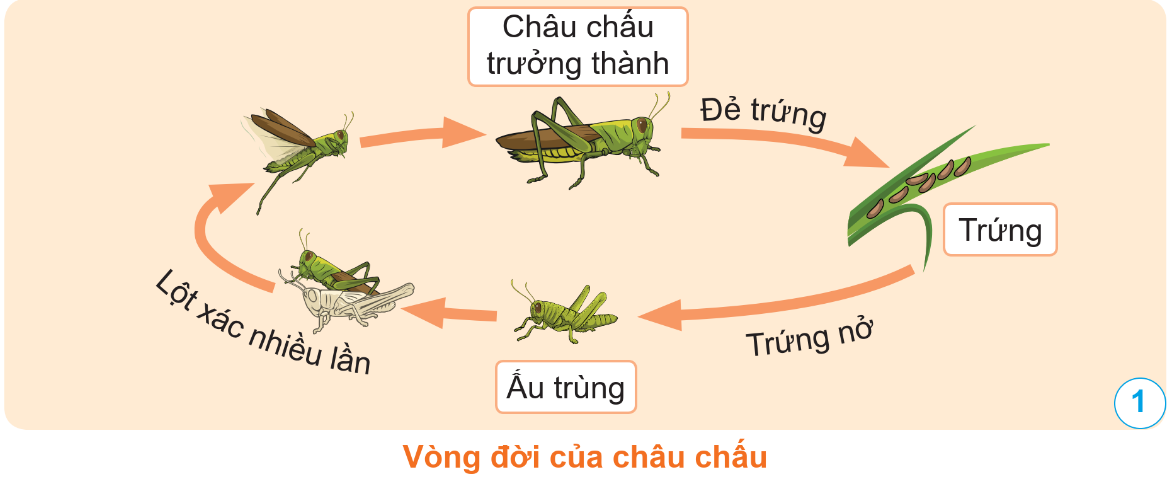 Châu chấu
trưởng thành
Đẻ trứng
Trứng
Trứng nở
Ấu trùng
Lột xác nhiều lần
1
Vòng đời của châu chấu